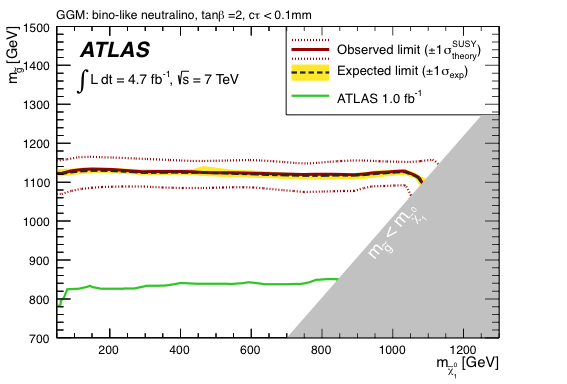 GGM: bino-like neutralino, tanβ =2, cτ < 0.1mm
m_g̃ [GeV]
1500
1400
1300
1200
1100
1000
900
800
700
ATLAS
∫ L dt = 4.7 fb⁻¹, √s = 7 TeV
Observed limit (±1σ^SUSY_theory)
Expected limit (±1σ_exp)
ATLAS 1.0 fb⁻¹
m_g̃ < m_χ̃₁⁰
200 400 600 800 1000 1200
m_χ̃₁⁰ [GeV]